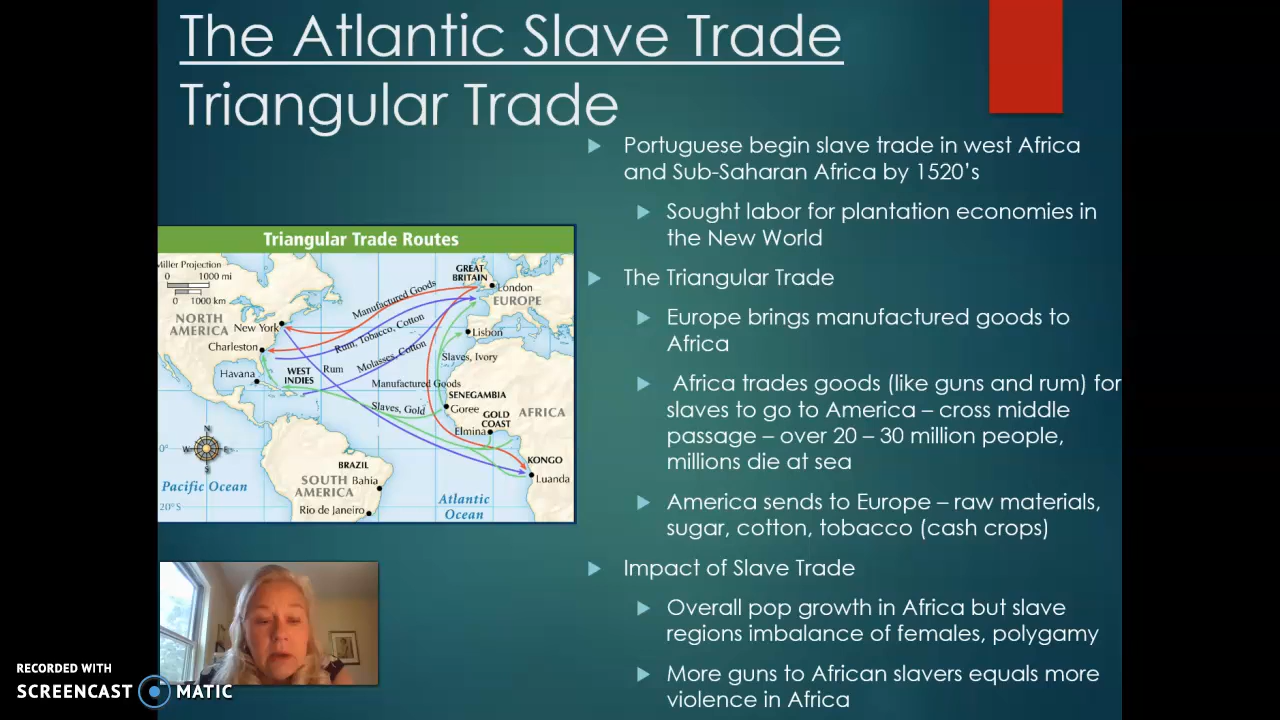 The Atlantic Slave Trade
Triangular Trade
Portuguese begin slave trade in west Africa
and Sub-Saharan Africa by 1520's
Sought labor for plantation economies in
the New World
The Triangular Trade
Europe brings manufactured goods to
Africa
Africa trades goods (like guns and rum) for
slaves to go to America – cross middle
passage – over 20 – 30 million people,
millions die at sea
America sends to Europe – raw materials,
sugar, cotton, tobacco (cash crops)
Impact of Slave Trade
Overall pop growth in Africa but slave
regions imbalance of females, polygamy
More guns to African slavers equals more
violence in Africa
Triangular Trade Routes
Miller Projection
0 1000 mi
0 1000 km
GREAT
BRITAIN
London
EUROPE
NORTH
AMERICA
New York
Manufactured Goods
Charleston
Rum, Tobacco, Cotton
Lisbon
Molasses, Cotton
Slaves, Ivory
Havana
WEST
INDIES
Rum
Manufactured Goods
SENEGAMBIA
Goree
Slaves, Gold
GOLD
COAST
AFRICA
Elmina
N
W E
S
0°
KONGO
Luanda
BRAZIL
SOUTH
AMERICA
Bahia
Pacific Ocean
Atlantic
Ocean
20°S
Rio de Janeiro
RECORDED WITH
SCREENCAST MATIC